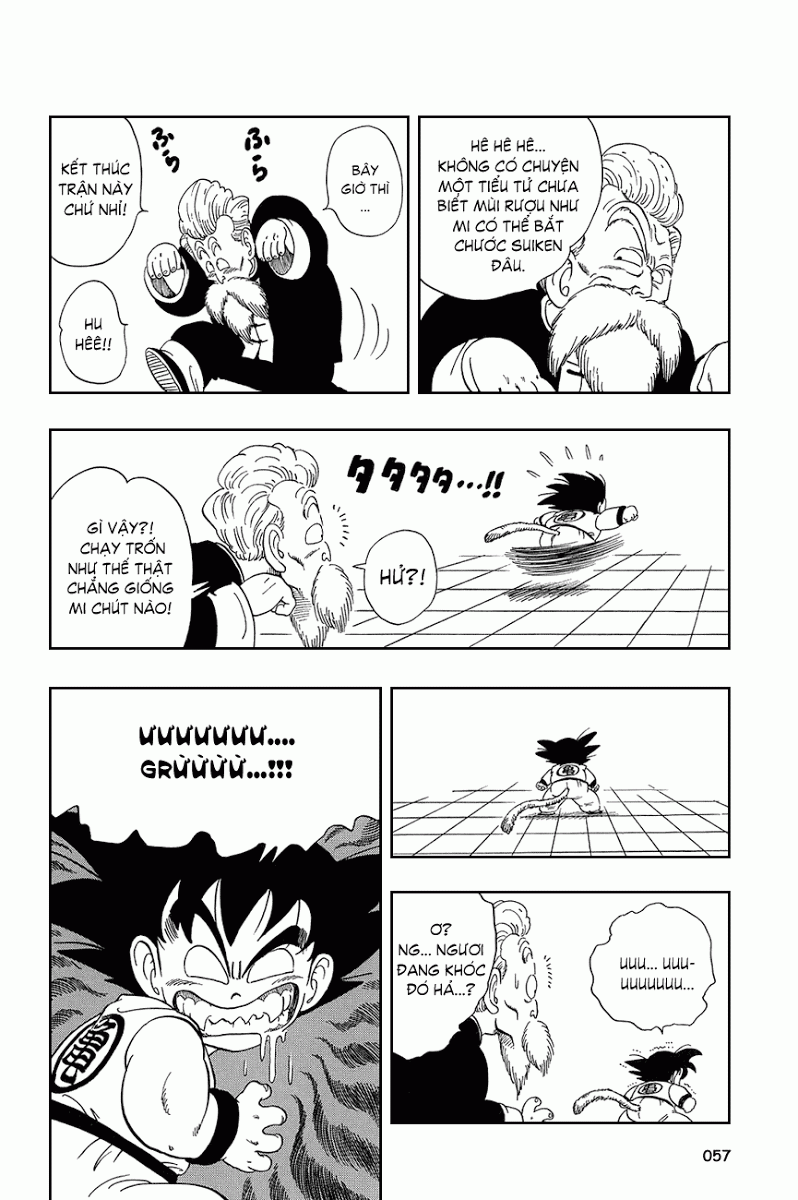 HÊ HÊ HÊ...
KHÔNG CÓ CHUYỆN
MỘT TIỂU TỬ CHƯA
BIẾT MÙI RƯỢU NHƯ
MI CÓ THỂ BẮT
CHƯỚC SUIKEN
ĐÂU.
BÂY
GIỜ THÌ
...
ふら
ふら
KẾT THÚC
TRẬN NÀY
CHỨ NHỈ!
HU
HÊÊ!!
タタタタ...!!
HỬ?!
GÌ VẬY?!
CHẠY TRỐN
NHƯ THẾ THẬT
CHẲNG GIỐNG
MI CHÚT NÀO!
UUU... UUU-
UUUUUUU...
Ơ?
NG... NGƯƠI
ĐANG KHÓC
ĐÓ HẢ...?
ƯƯƯƯƯƯƯ....
GRỪỪỪỪ...!!!
057